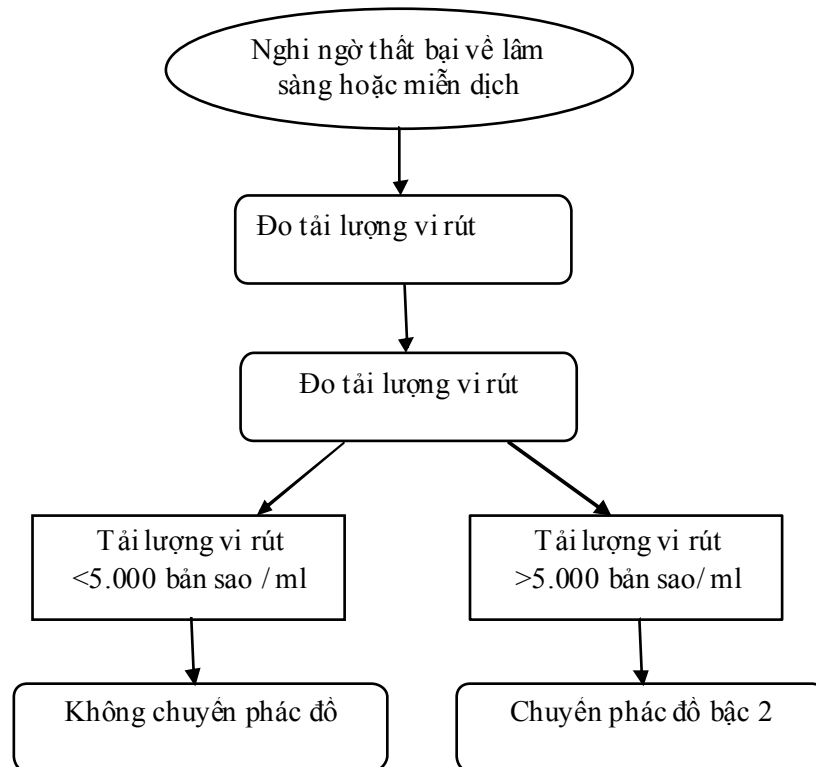 Nghi ngờ thất bại về lâm
sàng hoặc miễn dịch
Đo tải lượng vi rút
Đo tải lượng vi rút
Tải lượng vi rút
<5.000 bản sao / ml
Tải lượng vi rút
>5.000 bản sao/ ml
Không chuyển phác đồ
Chuyển phác đồ bậc 2